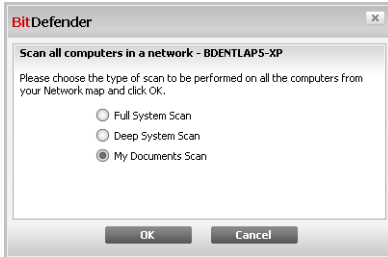 BitDefender
Scan all computers in a network - BDENTLAP5-XP
Please choose the type of scan to be performed on all the computers from
your Network map and click OK.
Full System Scan
Deep System Scan
My Documents Scan
OK
Cancel